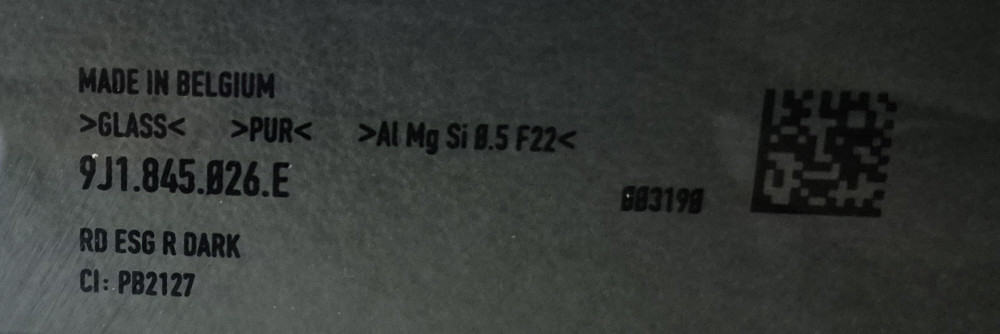 MADE IN BELGIUM
>GLASS< >PUR< >Al Mg Si 0.5 F22<
9J1.845.026.E
003190
RD ESG R DARK
CI: PB2127